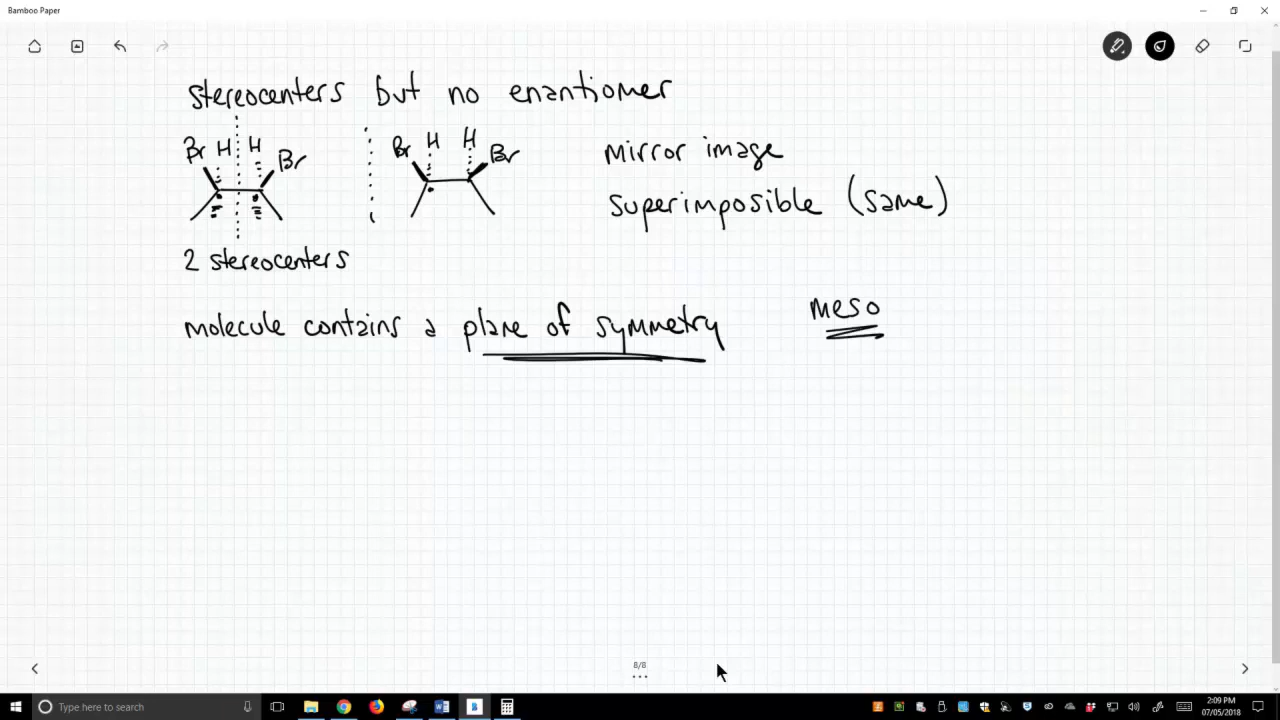 Bamboo Paper
stereocenters but no enantiomer
Br H H Br
Br H H Br
mirror image
superimposible (same)
2 stereocenters
molecule contains a plane of symmetry
meso
8/8
Type here to search
2:09 PM
07/05/2018